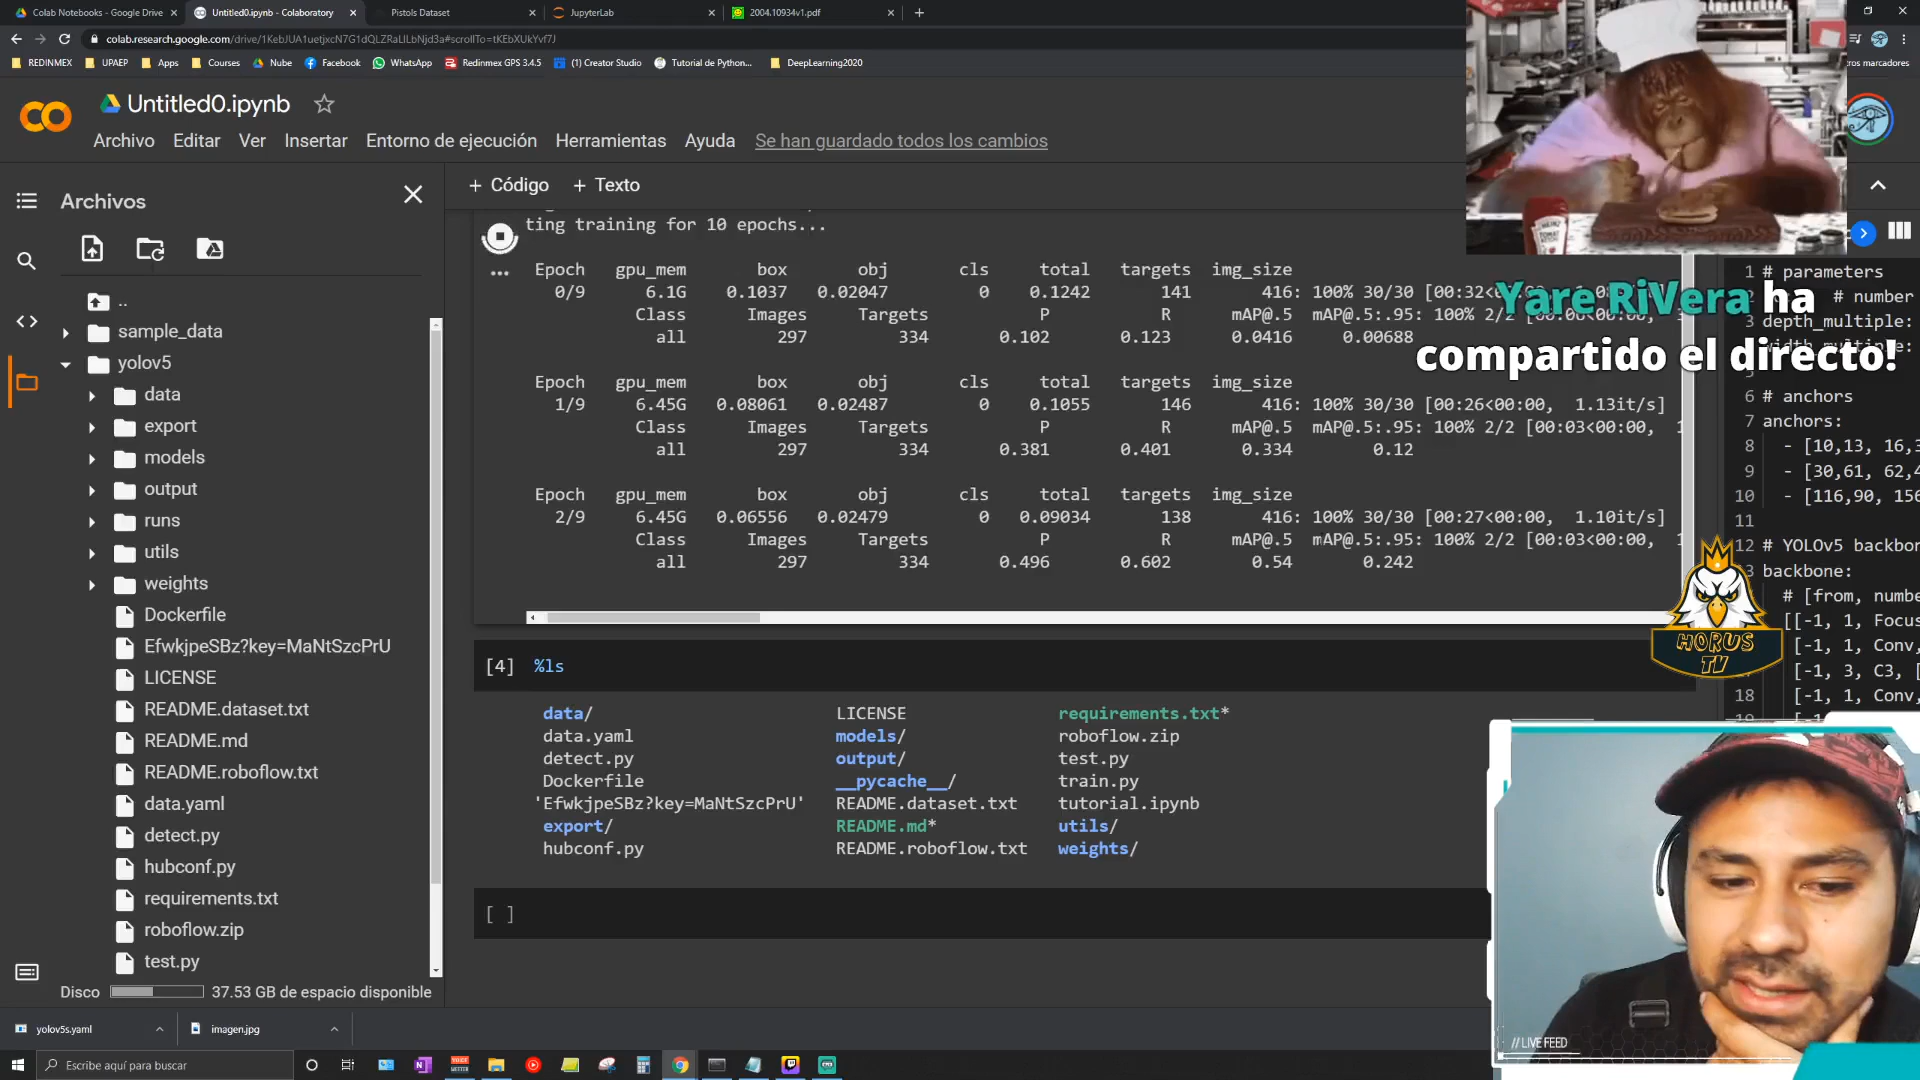 Colab Notebooks - Google Drive
Untitled0.ipynb - Colaboratory
Pistols Dataset
JupyterLab
2004.10934v1.pdf
REDINMEX
UPAEP
Apps
Courses
Nube
Facebook
WhatsApp
Redinmex GPS 3.4.5
(1) Creator Studio
Tutorial de Python...
DeepLearning2020
tros marcadores
CO
Untitled0.ipynb
Archivo Editar Ver Insertar Entorno de ejecución Herramientas Ayuda Se han guardado todos los cambios
Archivos
+ Código + Texto
..
sample_data
yolov5
data
export
models
output
runs
utils
weights
Dockerfile
EfwkjpeSBz?key=MaNtSzcPrU
LICENSE
README.dataset.txt
README.md
README.roboflow.txt
data.yaml
detect.py
hubconf.py
requirements.txt
roboflow.zip
test.py
Disco 37.53 GB de espacio disponible
ting training for 10 epochs...
Epoch gpu_mem box obj cls total targets img_size
0/9 6.1G 0.1037 0.02047 0 0.1242 141 416: 100% 30/30
Class Images Targets P R mAP@.5 mAP@.5:.95: 100% 2/2
all 297 334 0.102 0.123 0.0416 0.00688
Epoch gpu_mem box obj cls total targets img_size
1/9 6.45G 0.08061 0.02487 0 0.1055 146 416: 100% 30/30 [00:26<00:00, 1.13it/s]
Class Images Targets P R mAP@.5 mAP@.5:.95: 100% 2/2 [00:03<00:00,
all 297 334 0.381 0.401 0.334 0.12
Epoch gpu_mem box obj cls total targets img_size
2/9 6.45G 0.06556 0.02479 0 0.09034 138 416: 100% 30/30 [00:27<00:00, 1.10it/s]
Class Images Targets P R mAP@.5 mAP@.5:.95: 100% 2/2 [00:03<00:00,
all 297 334 0.496 0.602 0.54 0.242
[4] %ls
data/ LICENSE requirements.txt*
data.yaml models/ roboflow.zip
detect.py output/ test.py
Dockerfile __pycache__/ train.py
'EfwkjpeSBz?key=MaNtSzcPrU' README.dataset.txt tutorial.ipynb
export/ README.md* utils/
hubconf.py README.roboflow.txt weights/
[ ]
Yare RiVera ha
compartido el directo!
1 # parameters
# number
3 depth_multiple:
6 # anchors
7 anchors:
8 - [10,13, 16,3
9 - [30,61, 62,4
10 - [116,90, 156
11
12 # YOLOv5 backbon
backbone:
# [from, numbe
[[-1, 1, Focus
[-1, 1, Conv,
[-1, 3, C3, [
18 [-1, 1, Conv,
HORUS
TV
HEINZ
// LIVE FEED
yolov5s.yaml
imagen.jpg
Escribe aquí para buscar